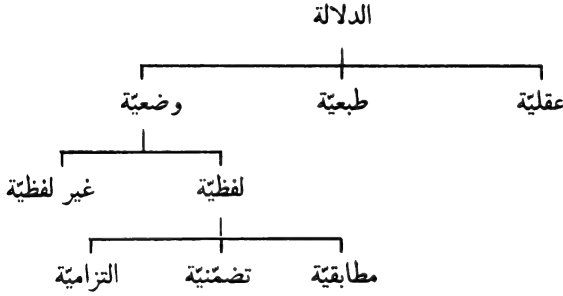 الدلالة
عقليّة طبعيّة وضعيّة
لفظيّة غير لفظيّة
مطابقيّة تضمّنيّة التزاميّة